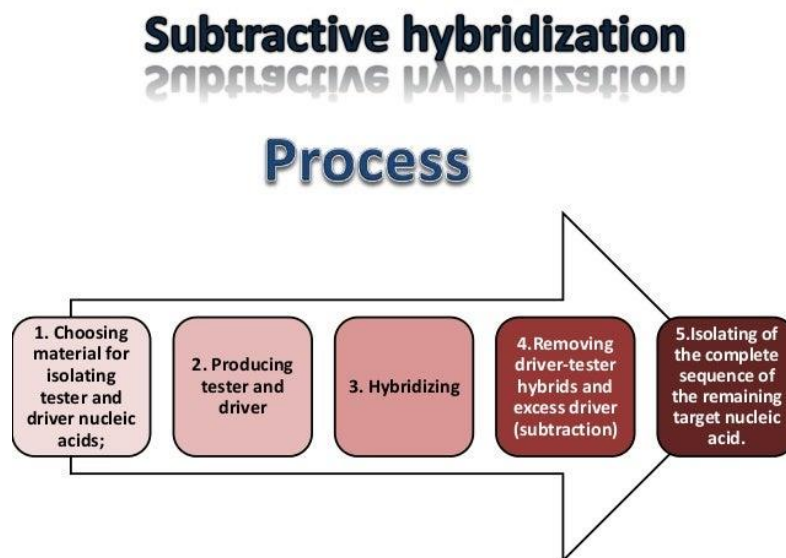 Subtractive hybridization
Process
1. Choosing
material for
isolating
tester and
driver nucleic
acids;
2. Producing
tester and
driver
3. Hybridizing
4.Removing
driver-tester
hybrids and
excess driver
(subtraction)
5.Isolating of
the complete
sequence of
the remaining
target nucleic
acid.